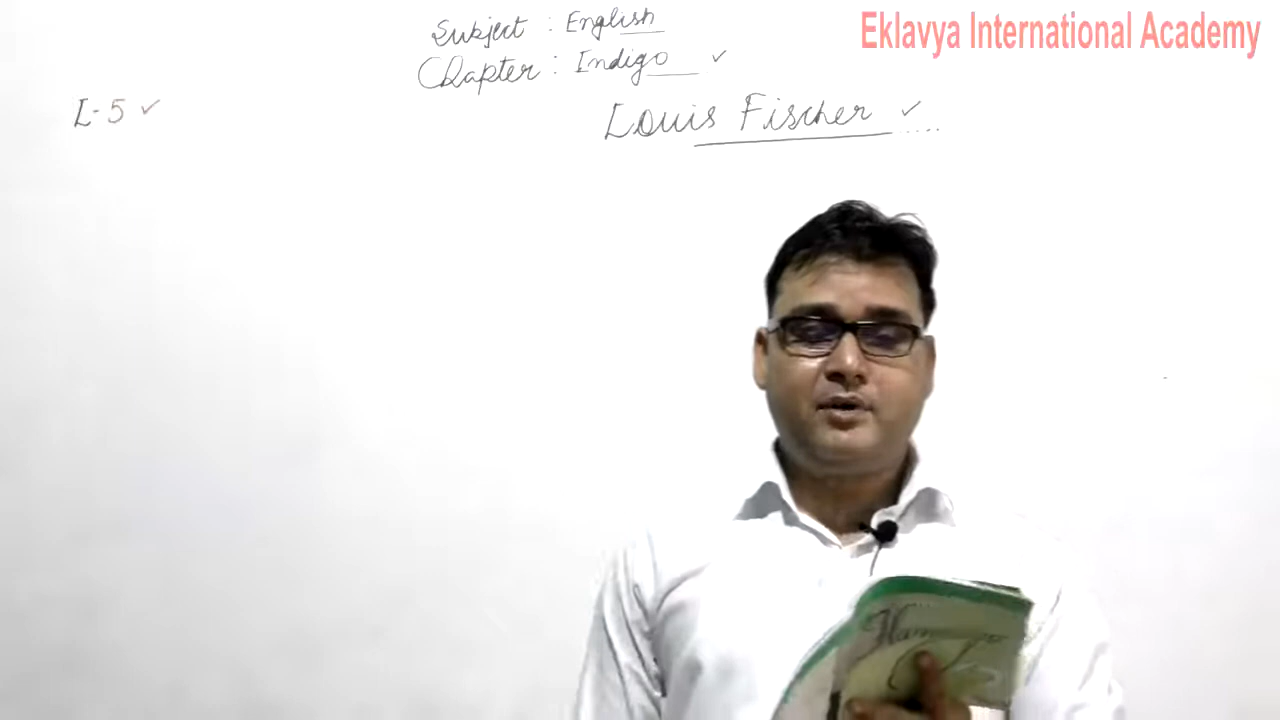 Subject : English
Eklavya International Academy
Chapter : Indigo ✓
L-5 ✓
Louis Fischer ✓ .....